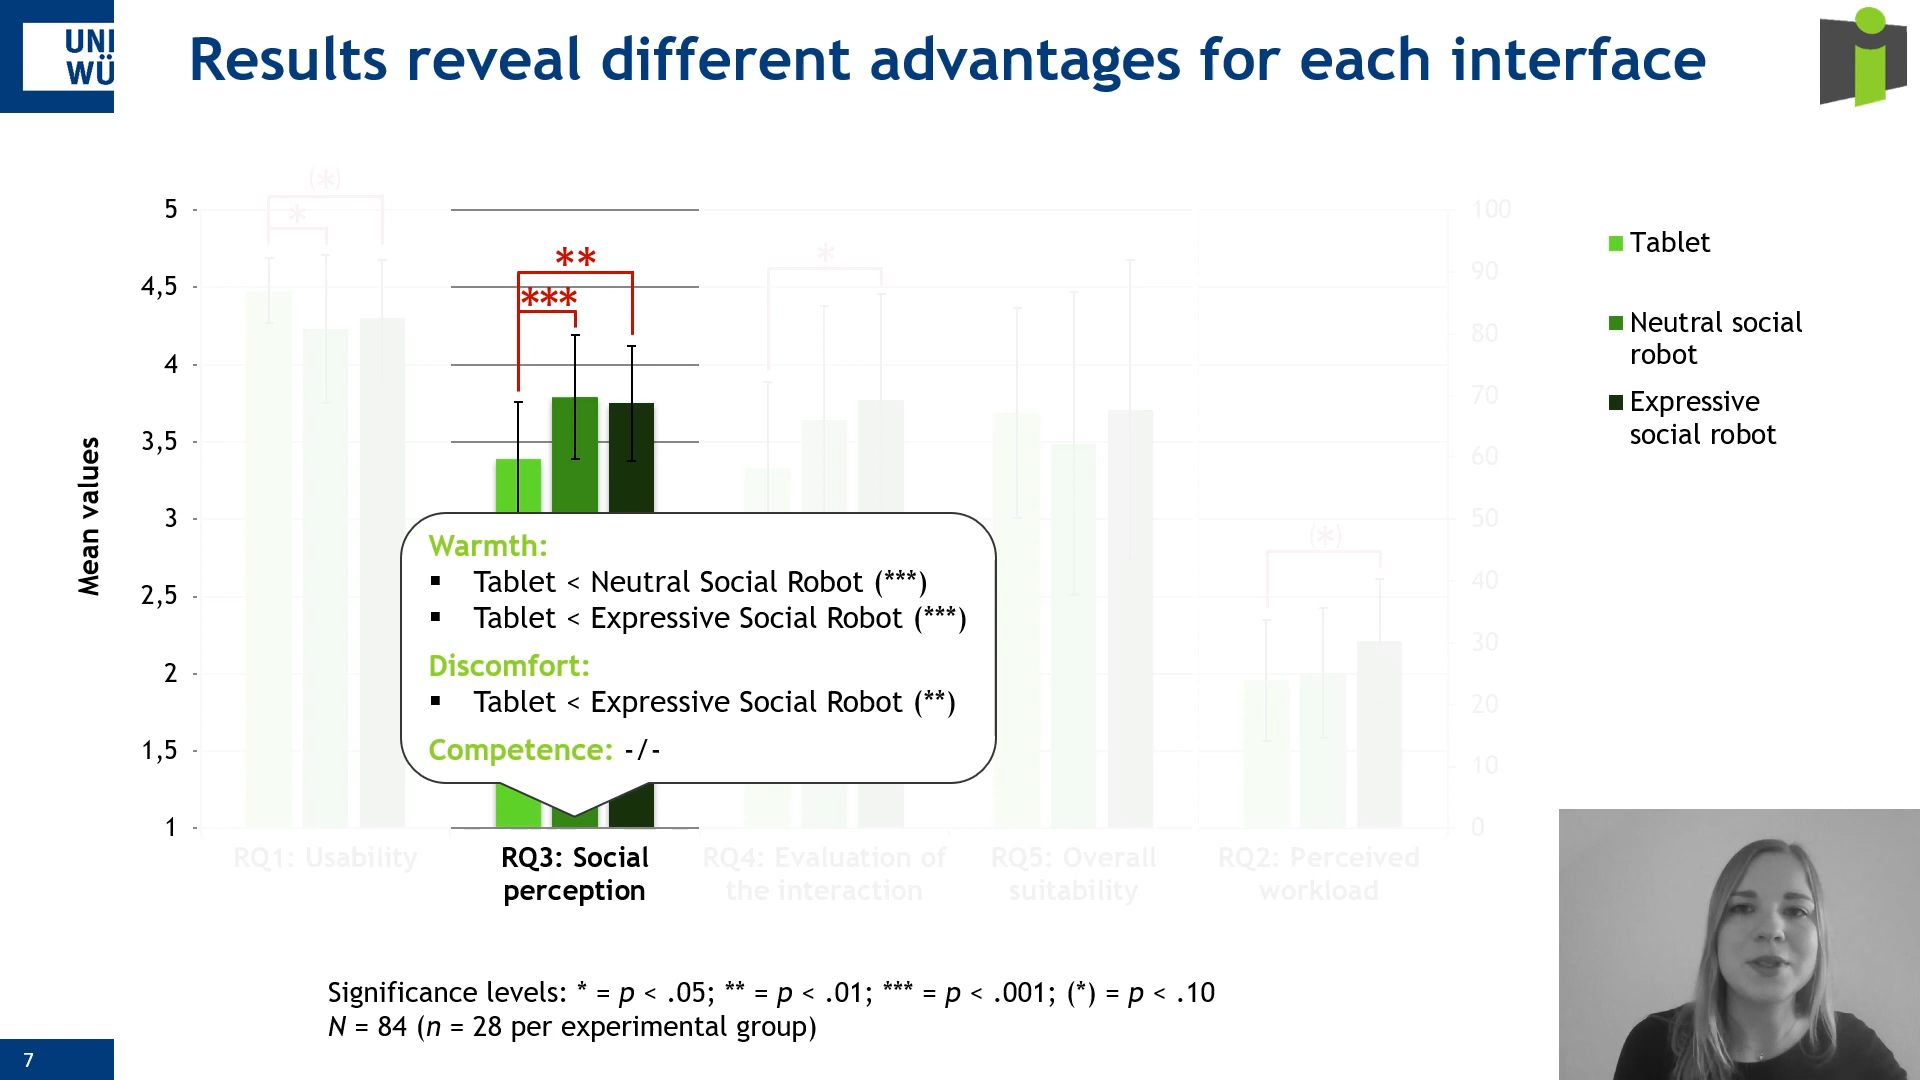 UNI
WÜ
Results reveal different advantages for each interface
(*)
*
5
4,5
4
3,5
3
2,5
2
1,5
1
Mean values
**
***
*
(*)
100
90
80
70
60
50
40
30
20
10
0
Tablet
Neutral social
robot
Expressive
social robot
Warmth:
▪ Tablet < Neutral Social Robot (***)
▪ Tablet < Expressive Social Robot (***)
Discomfort:
▪ Tablet < Expressive Social Robot (**)
Competence: -/-
RQ1: Usability
RQ3: Social
perception
RQ4: Evaluation of
the interaction
RQ5: Overall
suitability
RQ2: Perceived
workload
Significance levels: * = p < .05; ** = p < .01; *** = p < .001; (*) = p < .10
N = 84 (n = 28 per experimental group)
7